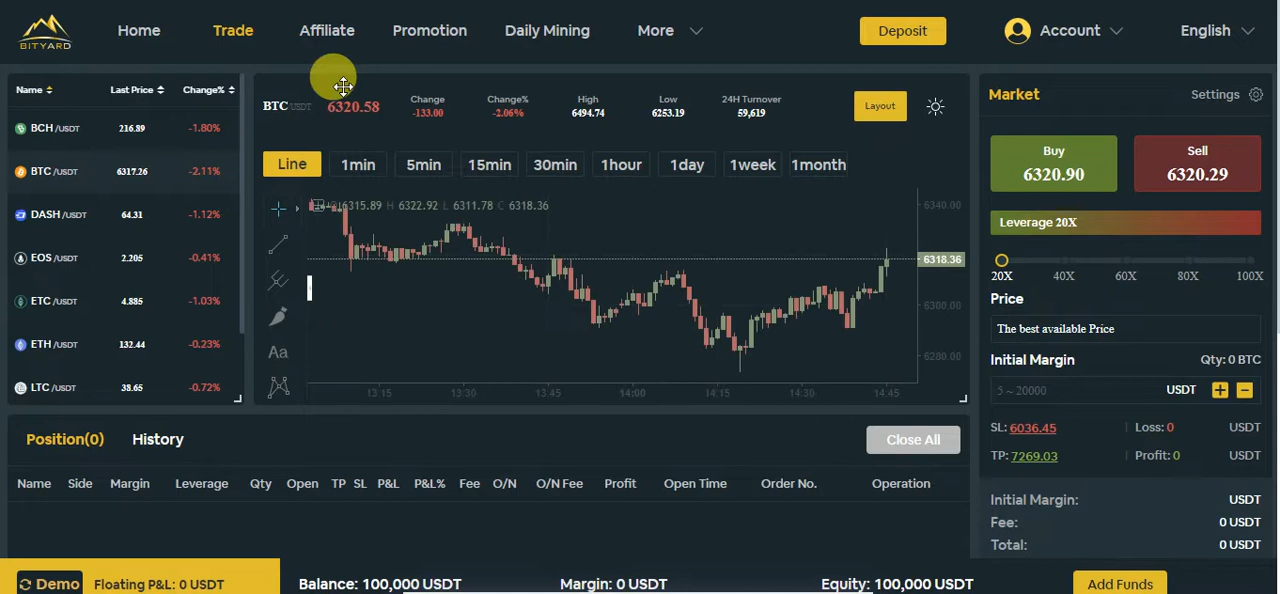 BITYARD
Home
Trade
Affiliate
Promotion
Daily Mining
More
Deposit
Account
English
Name Last Price Change%
BCH /USDT 216.89 -1.80%
BTC /USDT 6317.26 -2.11%
DASH /USDT 64.31 -1.12%
EOS /USDT 2.205 -0.41%
ETC /USDT 4.885 -1.03%
ETH /USDT 132.44 -0.23%
LTC /USDT 38.65 -0.72%
BTC USDT 6320.58
Change
-133.00
Change%
-2.06%
High
6494.74
Low
6253.19
24H Turnover
59,619
Layout
Line 1min 5min 15min 30min 1hour 1day 1week 1month
6315.89 H 6322.92 L 6311.78 C 6318.36
Aa
6340.00
6318.36
6300.00
6280.00
13:15 13:30 13:45 14:00 14:15 14:30 14:45
Market
Settings
Buy
6320.90
Sell
6320.29
Leverage 20X
20X 40X 60X 80X 100X
Price
The best available Price
Initial Margin Qty: 0 BTC
5 ~ 20000 USDT + −
SL: 6036.45 Loss: 0 USDT
TP: 7269.03 Profit: 0 USDT
Initial Margin: USDT
Fee: 0 USDT
Total: 0 USDT
Position(0) History Close All
Name Side Margin Leverage Qty Open TP SL P&L P&L% Fee O/N O/N Fee Profit Open Time Order No. Operation
Demo Floating P&L: 0 USDT Balance: 100,000 USDT Margin: 0 USDT Equity: 100,000 USDT Add Funds